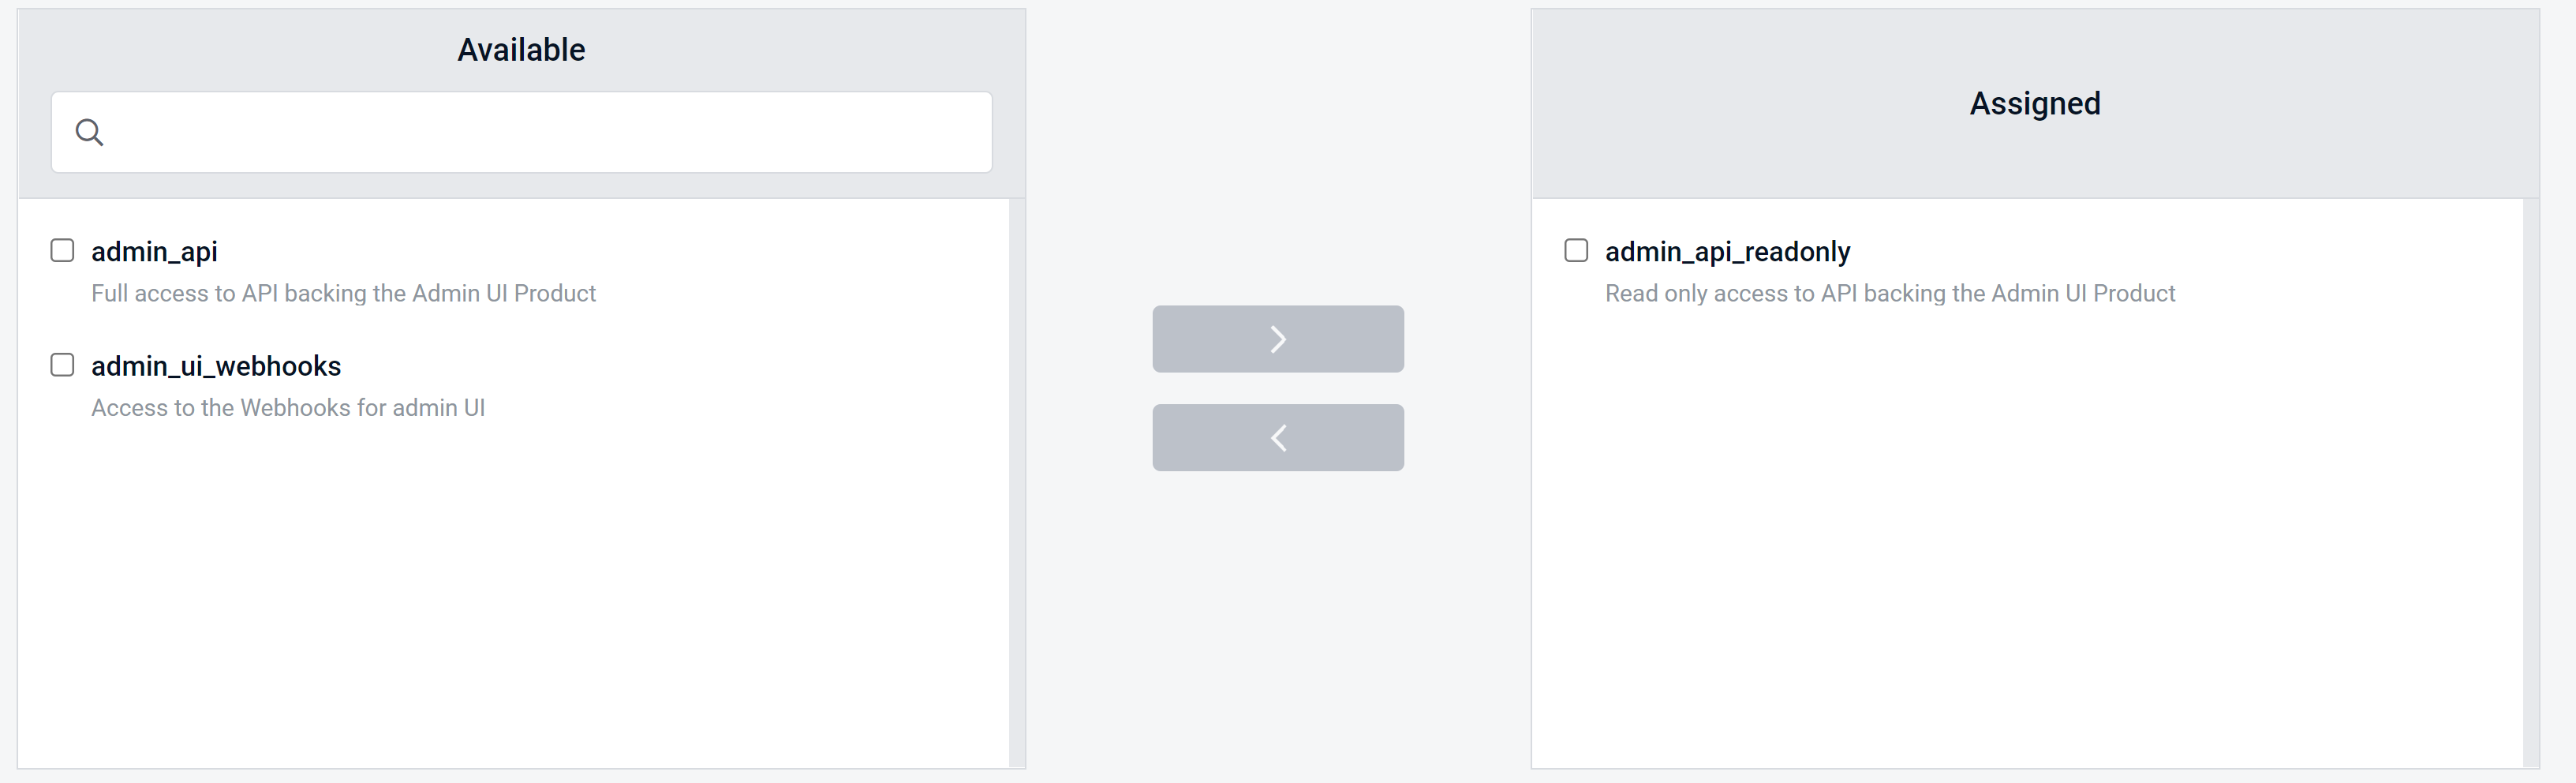 Available
admin_api
Full access to API backing the Admin UI Product
admin_ui_webhooks
Access to the Webhooks for admin UI
Assigned
admin_api_readonly
Read only access to API backing the Admin UI Product